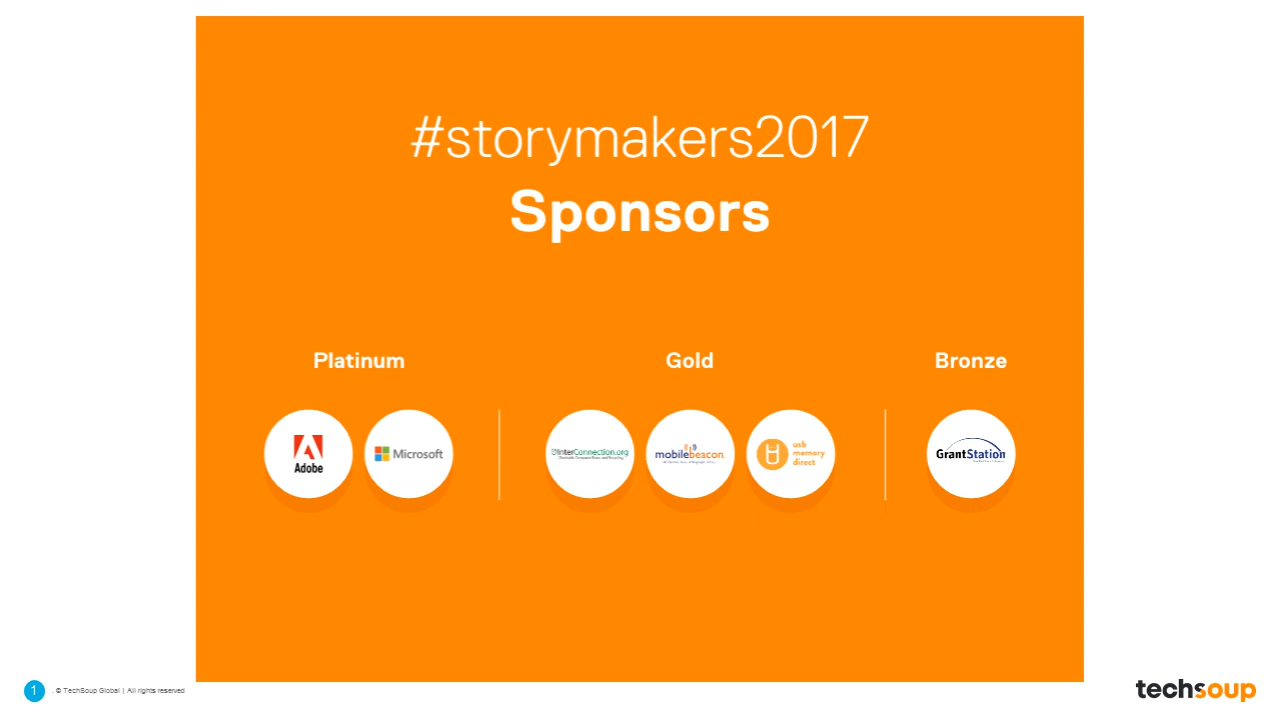 #storymakers2017
Sponsors
Platinum
Gold
Bronze
Adobe
Microsoft
InterConnection.org
mobilebeacon
usb
memory
direct
GrantStation
1
. © TechSoup Global | All rights reserved
techsoup